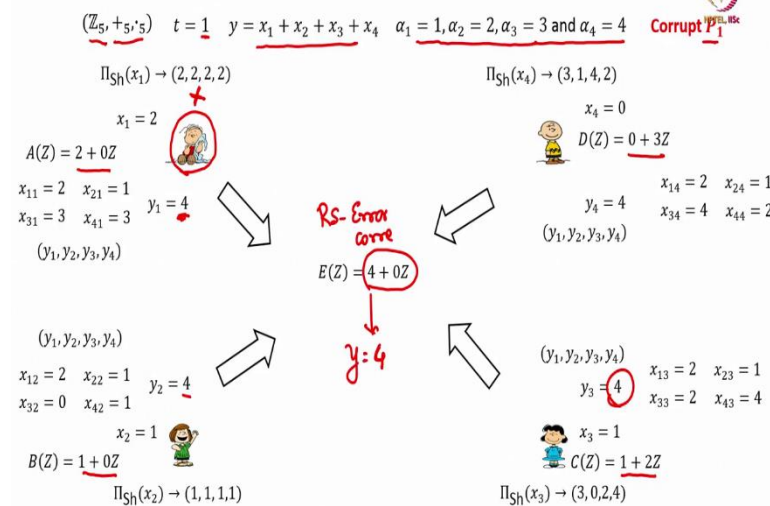 (ℤ₅, +₅, ·₅) t = 1 y = x₁ + x₂ + x₃ + x₄ α₁ = 1, α₂ = 2, α₃ = 3 and α₄ = 4 Corrupt P₁
NPTEL, IISc
Π_Sh(x₁) → (2, 2, 2, 2)
x₁ = 2
A(Z) = 2 + 0Z
x₁₁ = 2 x₂₁ = 1
x₃₁ = 3 x₄₁ = 3
y₁ = 4
(y₁, y₂, y₃, y₄)
Π_Sh(x₄) → (3, 1, 4, 2)
x₄ = 0
D(Z) = 0 + 3Z
x₁₄ = 2 x₂₄ = 1
x₃₄ = 4 x₄₄ = 2
y₄ = 4
(y₁, y₂, y₃, y₄)
RS-Error
corre
E(Z) = 4 + 0Z
y: 4
(y₁, y₂, y₃, y₄)
x₁₂ = 2 x₂₂ = 1
x₃₂ = 0 x₄₂ = 1
y₂ = 4
x₂ = 1
B(Z) = 1 + 0Z
Π_Sh(x₂) → (1, 1, 1, 1)
(y₁, y₂, y₃, y₄)
y₃ = 4
x₁₃ = 2 x₂₃ = 1
x₃₃ = 2 x₄₃ = 4
x₃ = 1
C(Z) = 1 + 2Z
Π_Sh(x₃) → (3, 0, 2, 4)